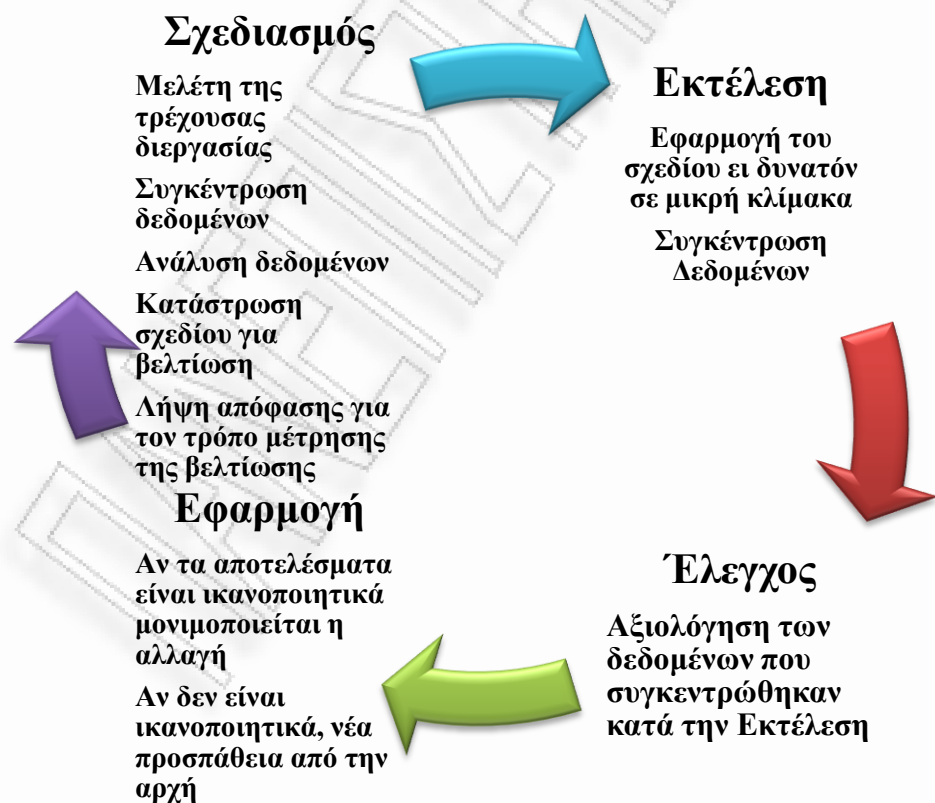 Σχεδιασμός
Μελέτη της
τρέχουσας
διεργασίας
Συγκέντρωση
δεδομένων
Ανάλυση δεδομένων
Κατάστρωση
σχεδίου για
βελτίωση
Λήψη απόφασης για
τον τρόπο μέτρησης
της βελτίωσης
Εκτέλεση
Εφαρμογή του
σχεδίου ει δυνατόν
σε μικρή κλίμακα
Συγκέντρωση
Δεδομένων
Έλεγχος
Αξιολόγηση των
δεδομένων που
συγκεντρώθηκαν
κατά την Εκτέλεση
Εφαρμογή
Αν τα αποτελέσματα
είναι ικανοποιητικά
μονιμοποιείται η
αλλαγή
Αν δεν είναι
ικανοποιητικά, νέα
προσπάθεια από την
αρχή